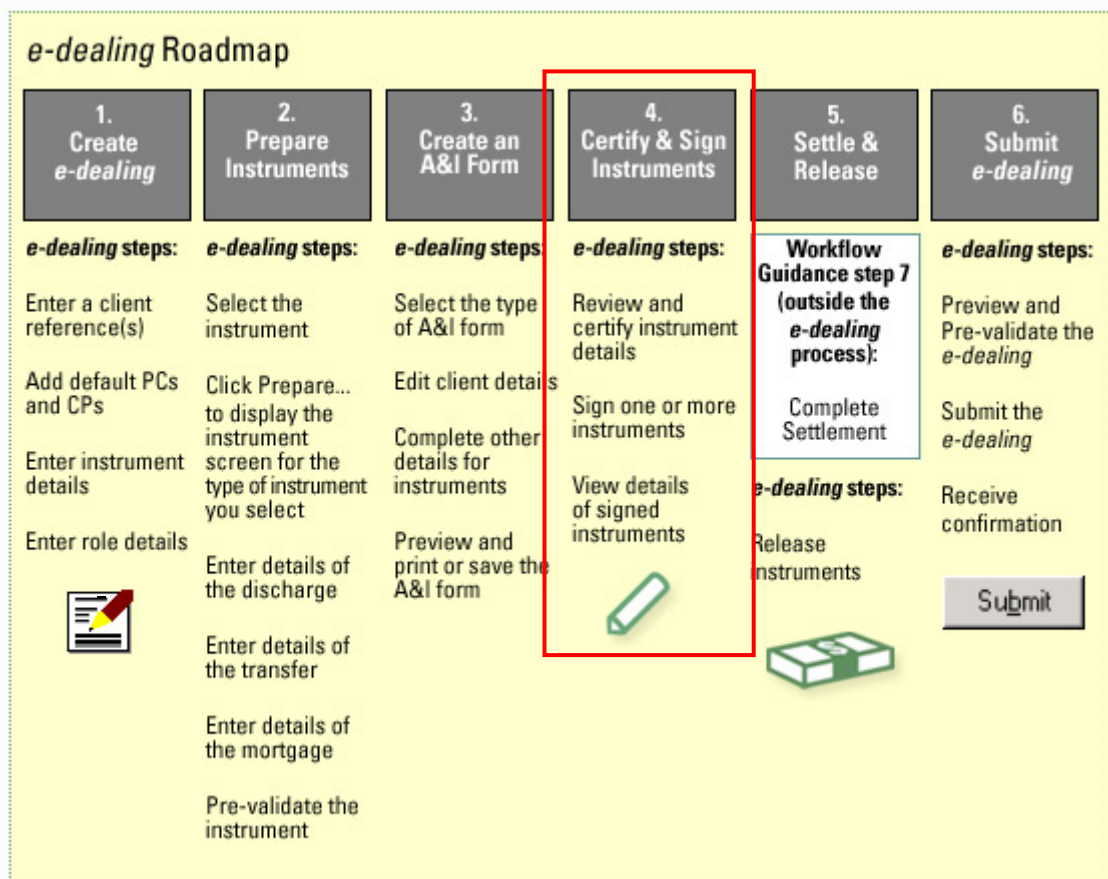 e-dealing Roadmap
1.
Create
e-dealing
2.
Prepare
Instruments
3.
Create an
A&I Form
4.
Certify & Sign
Instruments
5.
Settle &
Release
6.
Submit
e-dealing
e-dealing steps:
Enter a client
reference(s)
Add default PCs
and CPs
Enter instrument
details
Enter role details
e-dealing steps:
Select the
instrument
Click Prepare...
to display the
instrument
screen for the
type of instrument
you select
Enter details of
the discharge
Enter details of
the transfer
Enter details of
the mortgage
Pre-validate the
instrument
e-dealing steps:
Select the type
of A&I form
Edit client details
Complete other
details for
instruments
Preview and
print or save the
A&I form
e-dealing steps:
Review and
certify instrument
details
Sign one or more
instruments
View details
of signed
instruments
Workflow
Guidance step 7
(outside the
e-dealing
process):
Complete
Settlement
e-dealing steps:
Release
instruments
e-dealing steps:
Preview and
Pre-validate the
e-dealing
Submit the
e-dealing
Receive
confirmation
Submit